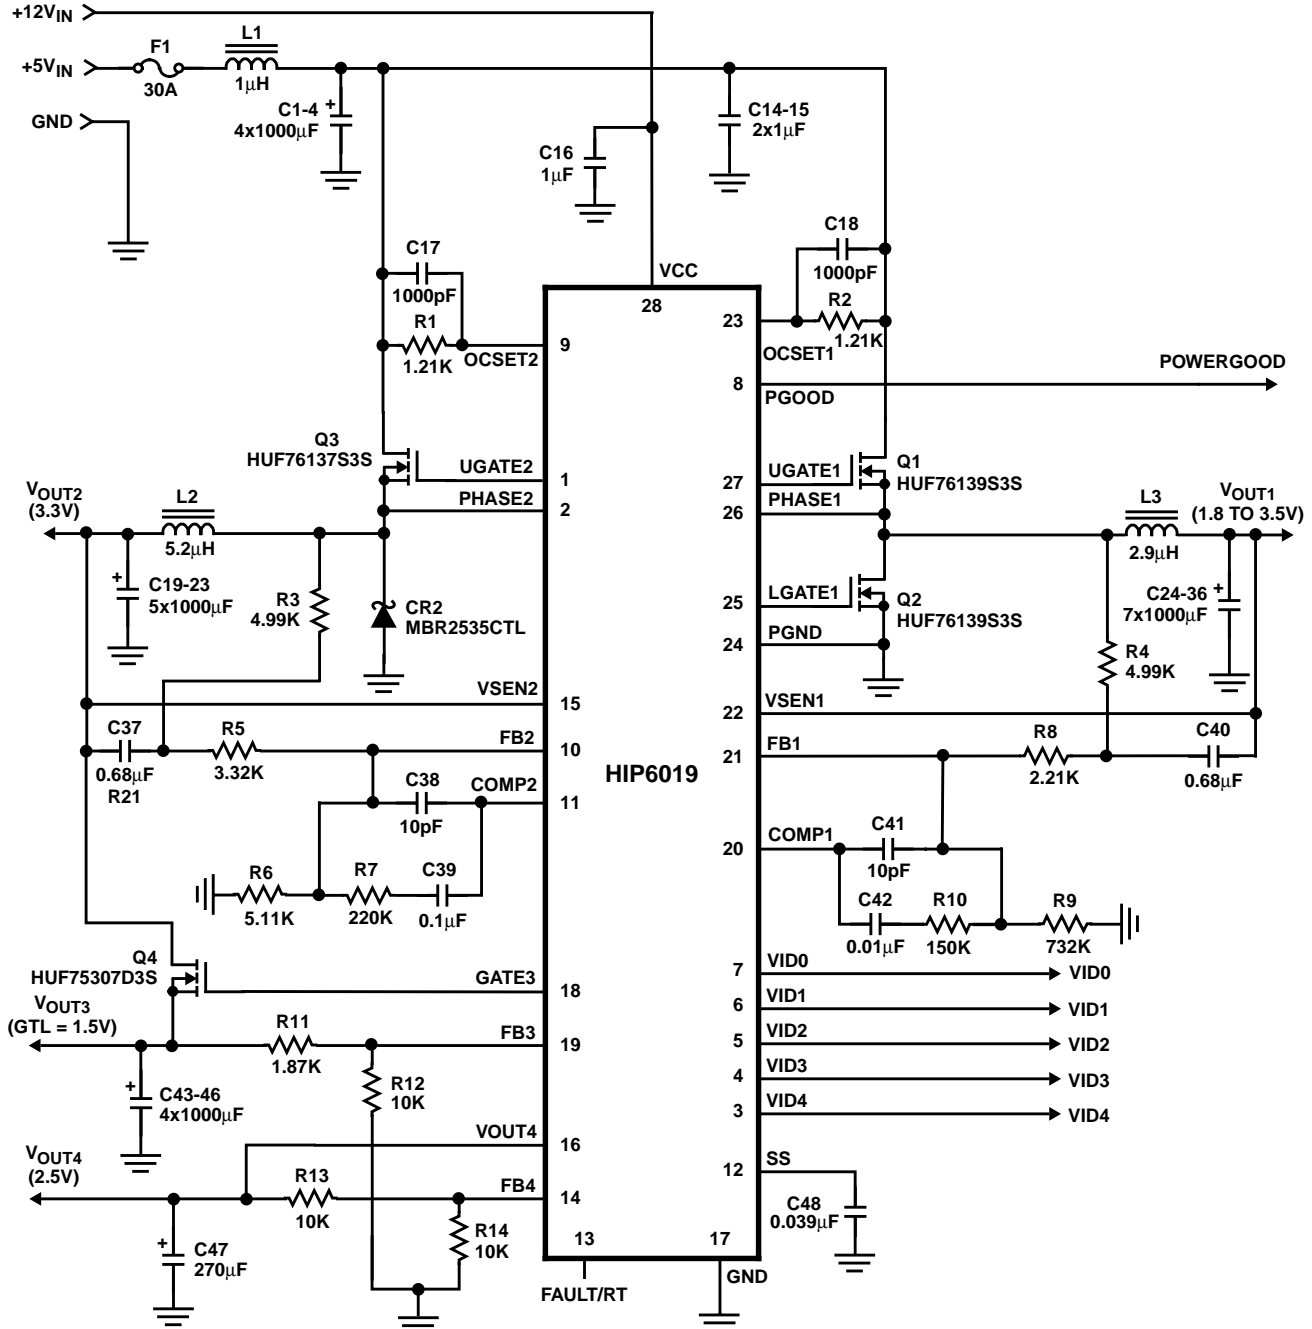 +12VIN
+5VIN
F1
30A
L1
1µH
GND
C1-4
4x1000µF
+
C16
1µF
C14-15
2x1µF
C17
1000pF
R1
1.21K
OCSET2
9
VCC
28
C18
1000pF
R2
1.21K
23
OCSET1
8
PGOOD
POWERGOOD
Q3
HUF76137S3S
UGATE2
1
PHASE2
2
27
UGATE1
Q1
HUF76139S3S
26
PHASE1
VOUT2
(3.3V)
L2
5.2µH
L3
2.9µH
VOUT1
(1.8 TO 3.5V)
+
C19-23
5x1000µF
R3
4.99K
CR2
MBR2535CTL
25
LGATE1
Q2
HUF76139S3S
24
PGND
C24-36
7x1000µF
+
R4
4.99K
VSEN2
15
22
VSEN1
C37
0.68µF
R21
R5
3.32K
FB2
10
21
FB1
R8
2.21K
C40
0.68µF
HIP6019
C38
10pF
COMP2
11
20
COMP1
C41
10pF
R6
5.11K
R7
220K
C39
0.1µF
C42
0.01µF
R10
150K
R9
732K
Q4
HUF75307D3S
GATE3
18
7
VID0
VID0
6
VID1
VID1
5
VID2
VID2
4
VID3
VID3
3
VID4
VID4
VOUT3
(GTL = 1.5V)
R11
1.87K
FB3
19
+
C43-46
4x1000µF
R12
10K
VOUT4
16
12
SS
C48
0.039µF
VOUT4
(2.5V)
R13
10K
FB4
14
R14
10K
+
C47
270µF
13
FAULT/RT
17
GND